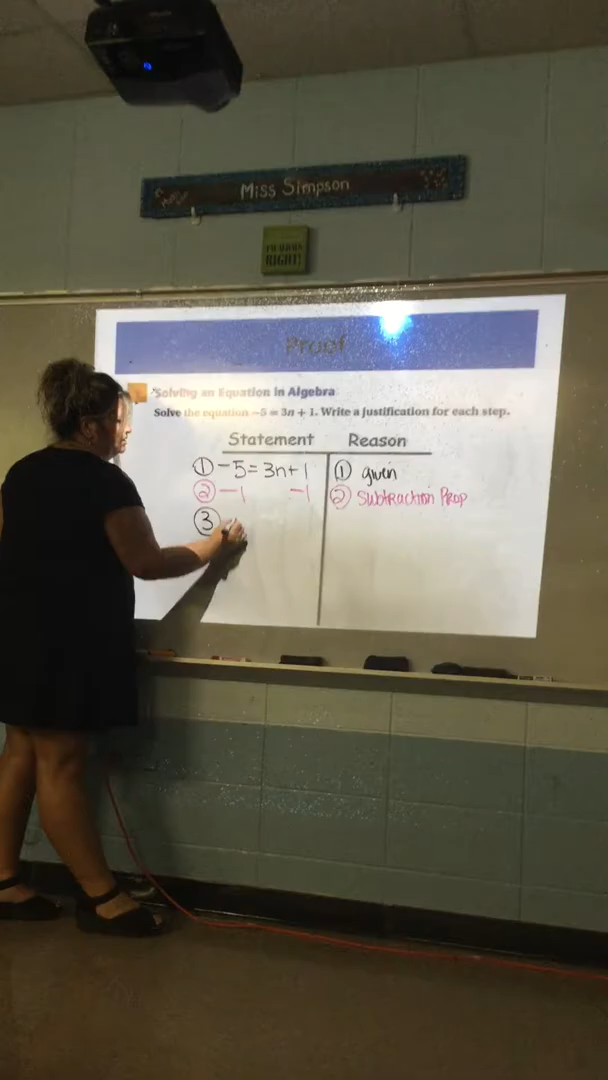 Miss Simpson
RIGHT!
Proof
Solving an Equation in Algebra
Solve the equation −5 = 3n + 1. Write a justification for each step.
Statement Reason
① -5 = 3n+1 ① given
② -1 -1 ② Subtraction Prop
③